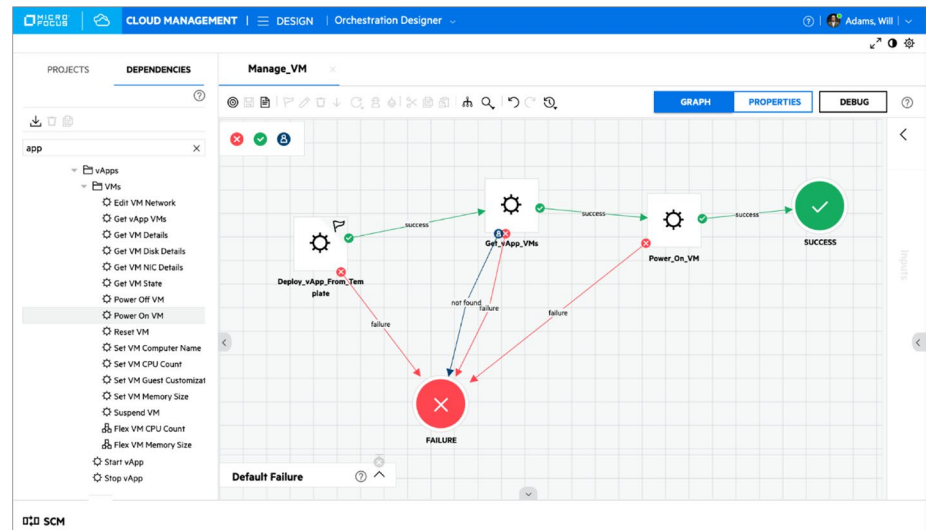 MICRO
FOCUS
CLOUD MANAGEMENT
DESIGN
Orchestration Designer
Adams, Will
PROJECTS
DEPENDENCIES
Manage_VM
GRAPH
PROPERTIES
DEBUG
app
vApps
VMs
Edit VM Network
Get vApp VMs
Get VM Details
Get VM Disk Details
Get VM NIC Details
Get VM State
Power Off VM
Power On VM
Reset VM
Set VM Computer Name
Set VM CPU Count
Set VM Guest Customizat
Set VM Memory Size
Suspend VM
Flex VM CPU Count
Flex VM Memory Size
Start vApp
Stop vApp
success
success
success
Deploy_vApp_From_Tem
plate
Get_vApp_VMs
Power_On_VM
SUCCESS
not found
failure
failure
failure
FAILURE
Inputs
Default Failure
SCM